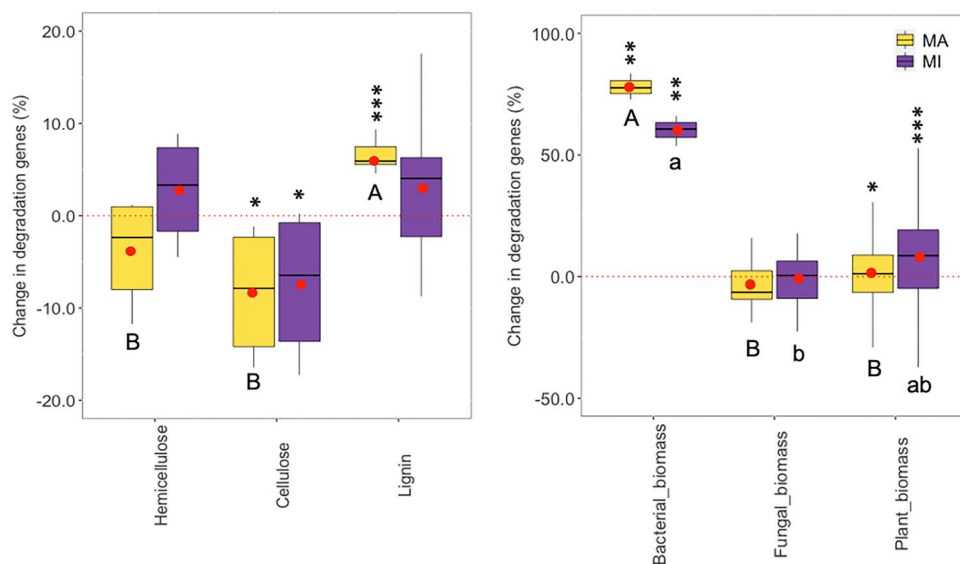 Change in degradation genes (%)
20.0
10.0
0.0
-10.0
-20.0
B
*
B
*
***
A
Hemicellulose
Cellulose
Lignin
Change in degradation genes (%)
100.0
50.0
0.0
-50.0
MA
MI
**
A
**
a
B
b
*
B
***
ab
Bacterial_biomass
Fungal_biomass
Plant_biomass